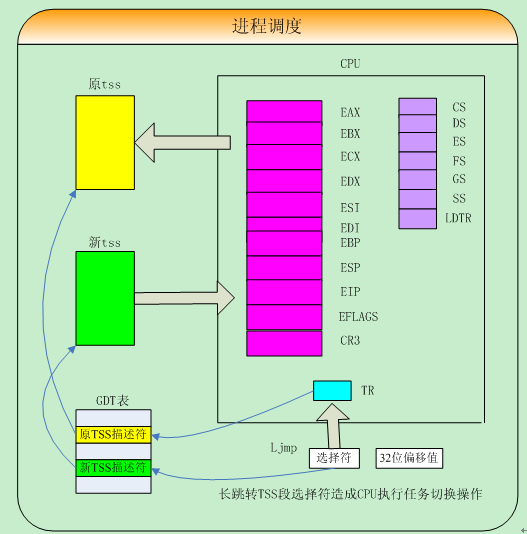 进程调度
CPU
原tss
EAX
EBX
ECX
EDX
ESI
EDI
EBP
ESP
EIP
EFLAGS
CR3
CS
DS
ES
FS
GS
SS
LDTR
新tss
GDT表
原TSS描述符
新TSS描述符
TR
Ljmp
选择符
32位偏移值
长跳转TSS段选择符造成CPU执行任务切换操作